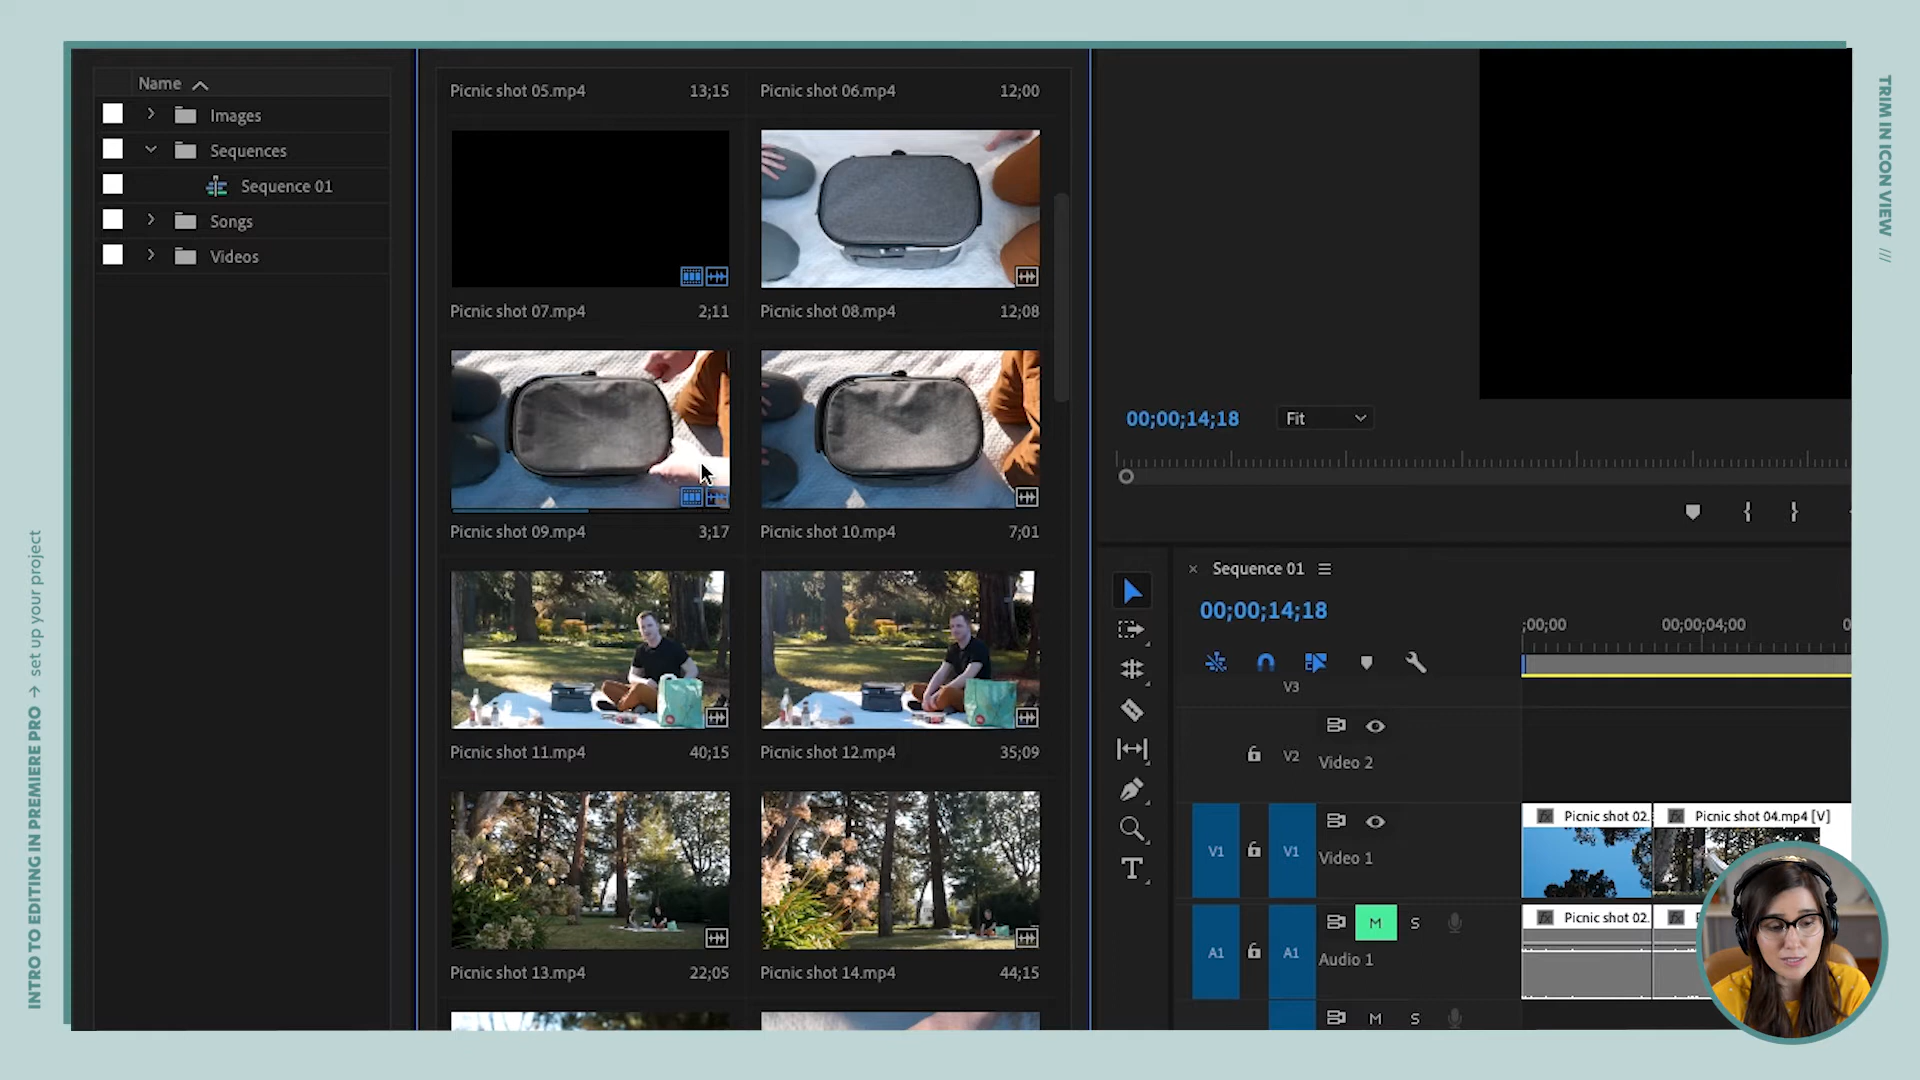 Name
Images
Sequences
Sequence 01
Songs
Videos
Picnic shot 05.mp4 13;15
Picnic shot 06.mp4 12;00
Picnic shot 07.mp4 2;11
Picnic shot 08.mp4 12;08
Picnic shot 09.mp4 3;17
Picnic shot 10.mp4 7;01
Picnic shot 11.mp4 40;15
Picnic shot 12.mp4 35;09
Picnic shot 13.mp4 22;05
Picnic shot 14.mp4 44;15
00;00;14;18 Fit
Sequence 01
00;00;14;18
;00;00 00;00;04;00 0
V3
V2 Video 2
V1 V1 Video 1
Picnic shot 02. Picnic shot 04.mp4 [V]
M S
A1 A1 Audio 1
Picnic shot 02.
M S
INTRO TO EDITING IN PREMIERE PRO → set up your project
TRIM IN ICON VIEW ///